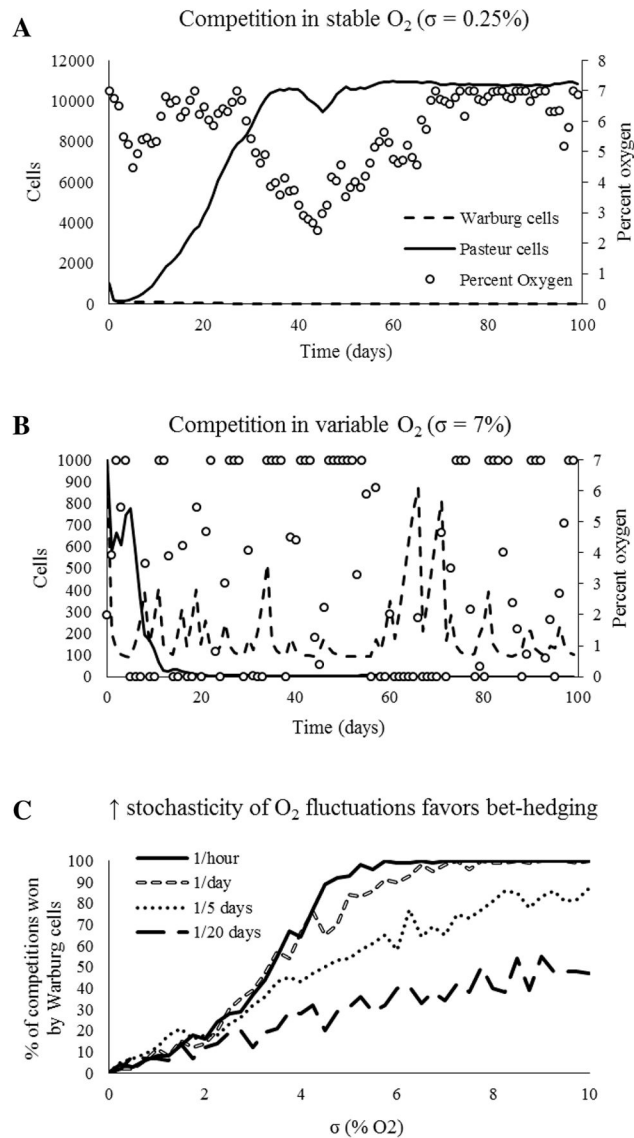 A
Competition in stable O₂ (σ = 0.25%)
12000
10000
8000
6000
4000
2000
0
Cells
7
6
5
4
3
2
1
0
Percent oxygen
Warburg cells
Pasteur cells
Percent Oxygen
0 20 40 60 80 100
Time (days)
B
Competition in variable O₂ (σ = 7%)
1000
900
800
700
600
500
400
300
200
100
0
Cells
7
6
5
4
3
2
1
0
Percent oxygen
0 20 40 60 80 100
Time (days)
C
↑ stochasticity of O₂ fluctuations favors bet-hedging
100
90
80
70
60
50
40
30
20
10
0
% of competitions won
by Warburg cells
1/hour
1/day
1/5 days
1/20 days
0 2 4 6 8 10
σ (% O2)